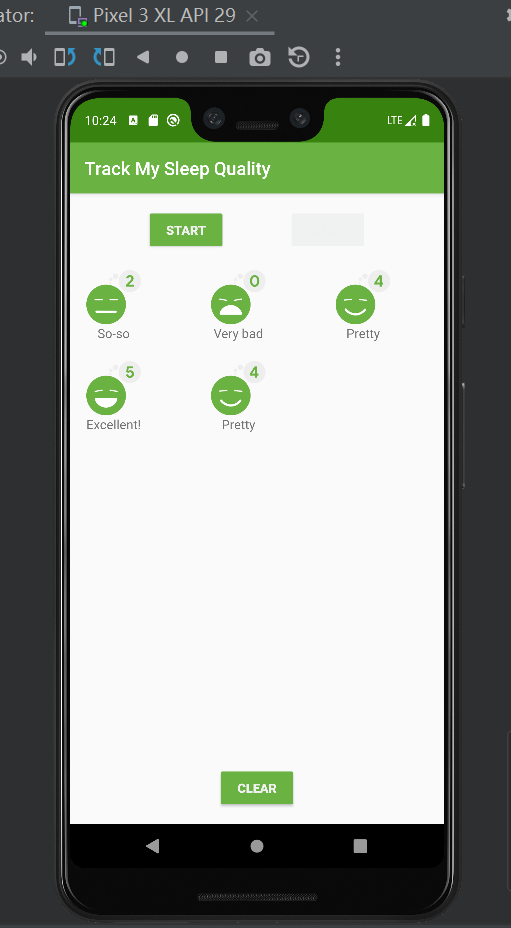 ator: Pixel 3 XL API 29
10:24 LTE
Track My Sleep Quality
START
2 0 4
So-so Very bad Pretty
5 4
Excellent! Pretty
CLEAR